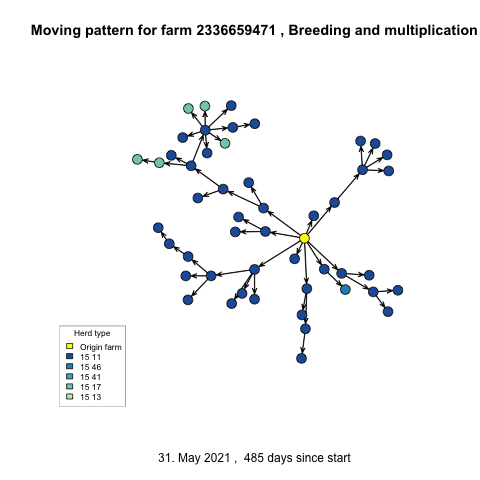 Moving pattern for farm 2336659471 , Breeding and multiplication
Herd type
Origin farm
15 11
15 46
15 41
15 17
15 13
31. May 2021 , 485 days since start